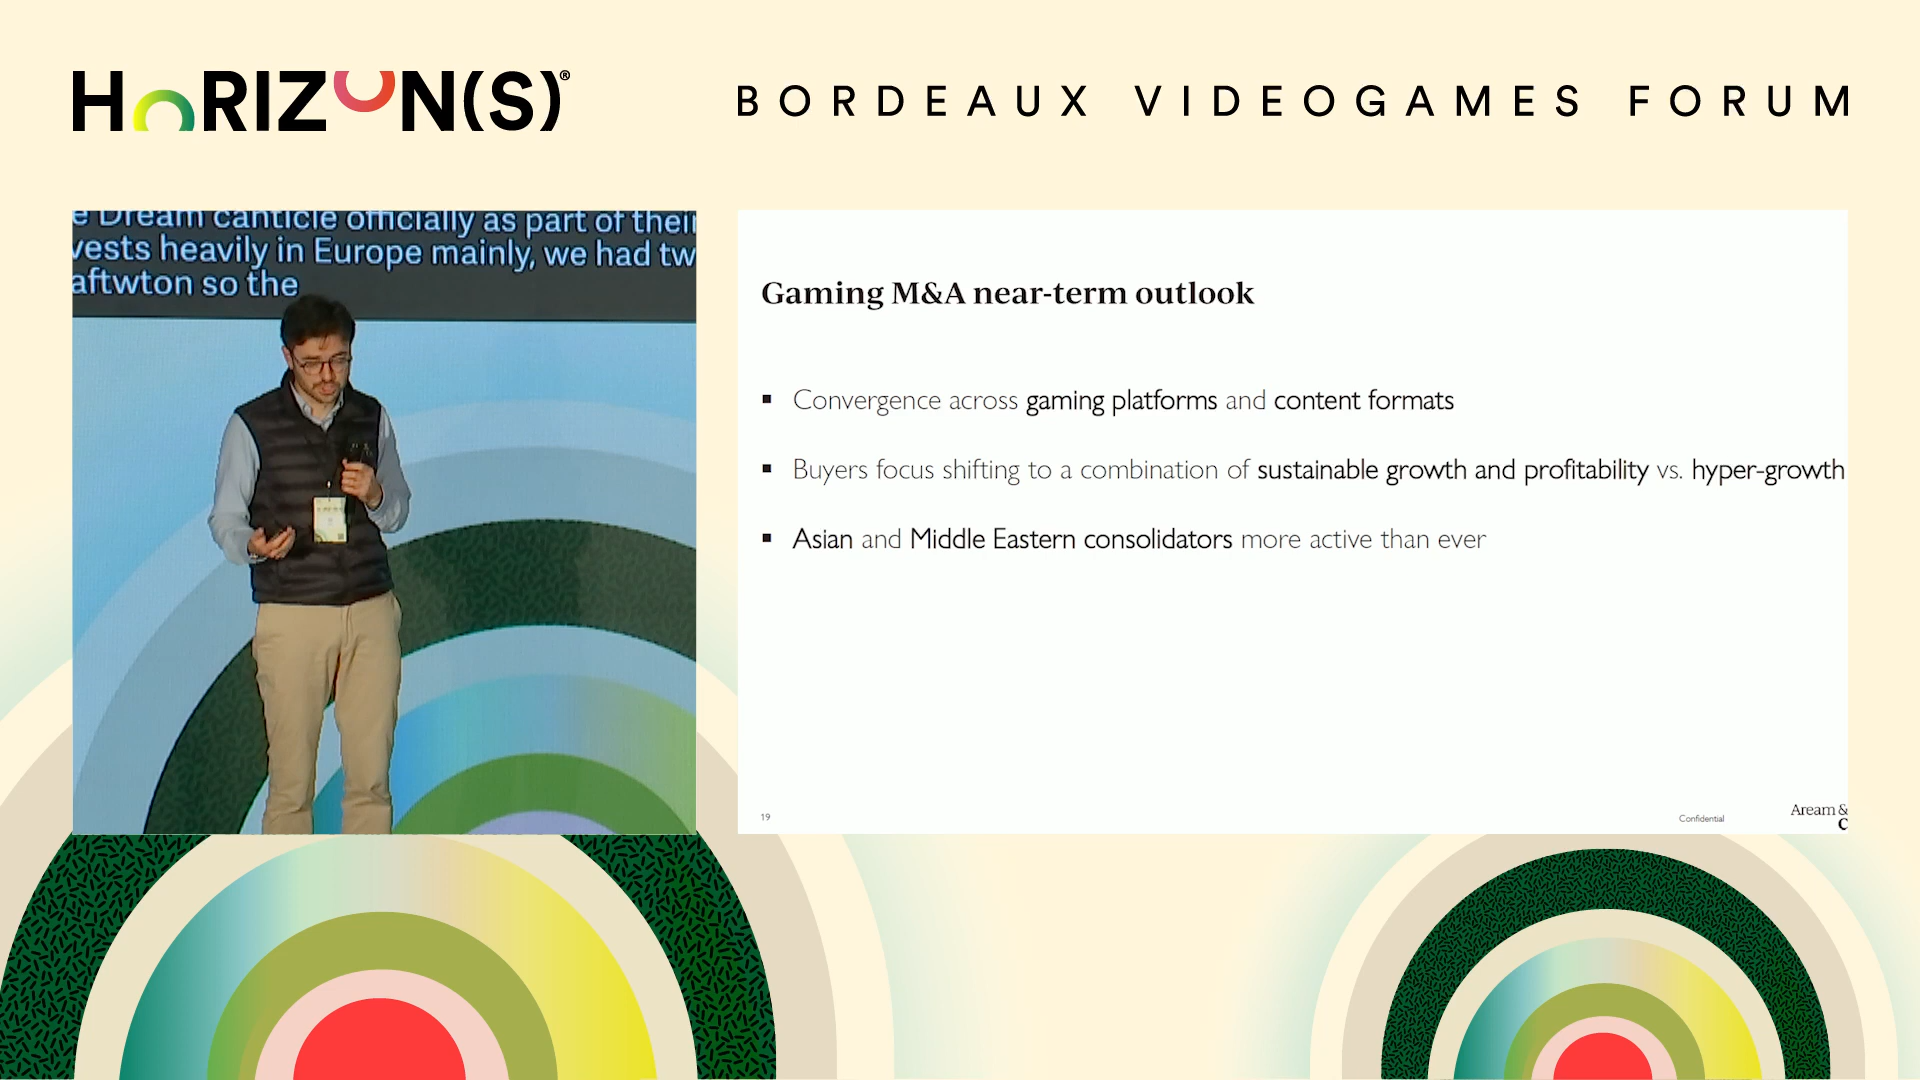 HORIZON(S)®
BORDEAUX VIDEOGAMES FORUM
e Dream canticle officially as part of their
vests heavily in Europe mainly, we had tw
aftwton so the
Gaming M&A near-term outlook
▪ Convergence across gaming platforms and content formats
▪ Buyers focus shifting to a combination of sustainable growth and profitability vs. hyper-growth
▪ Asian and Middle Eastern consolidators more active than ever
19
Confidential
Aream &
C